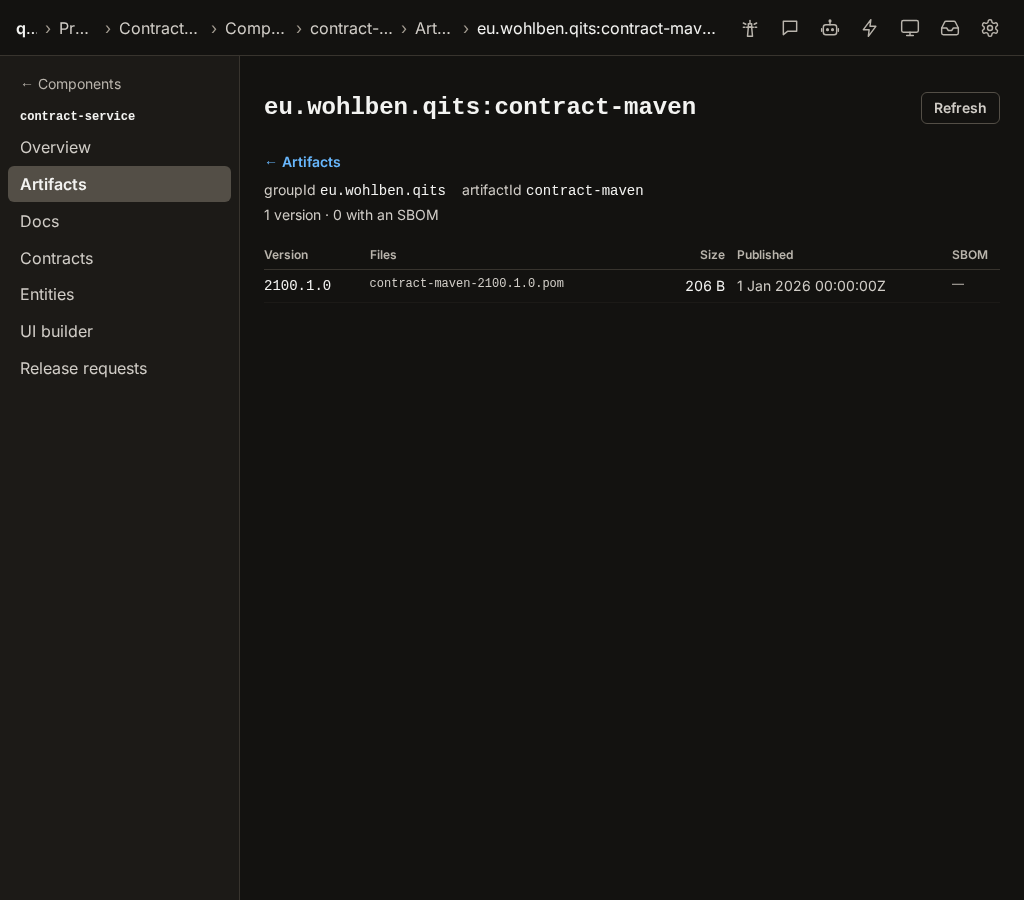 q… › Pr… › Contract… › Comp… › contract-… › Art… › eu.wohlben.qits:contract-mav…
← Components
contract-service
Overview
Artifacts
Docs
Contracts
Entities
UI builder
Release requests
eu.wohlben.qits:contract-maven
Refresh
← Artifacts
groupId eu.wohlben.qits artifactId contract-maven
1 version · 0 with an SBOM
Version Files Size Published SBOM
2100.1.0 contract-maven-2100.1.0.pom 206 B 1 Jan 2026 00:00:00Z —